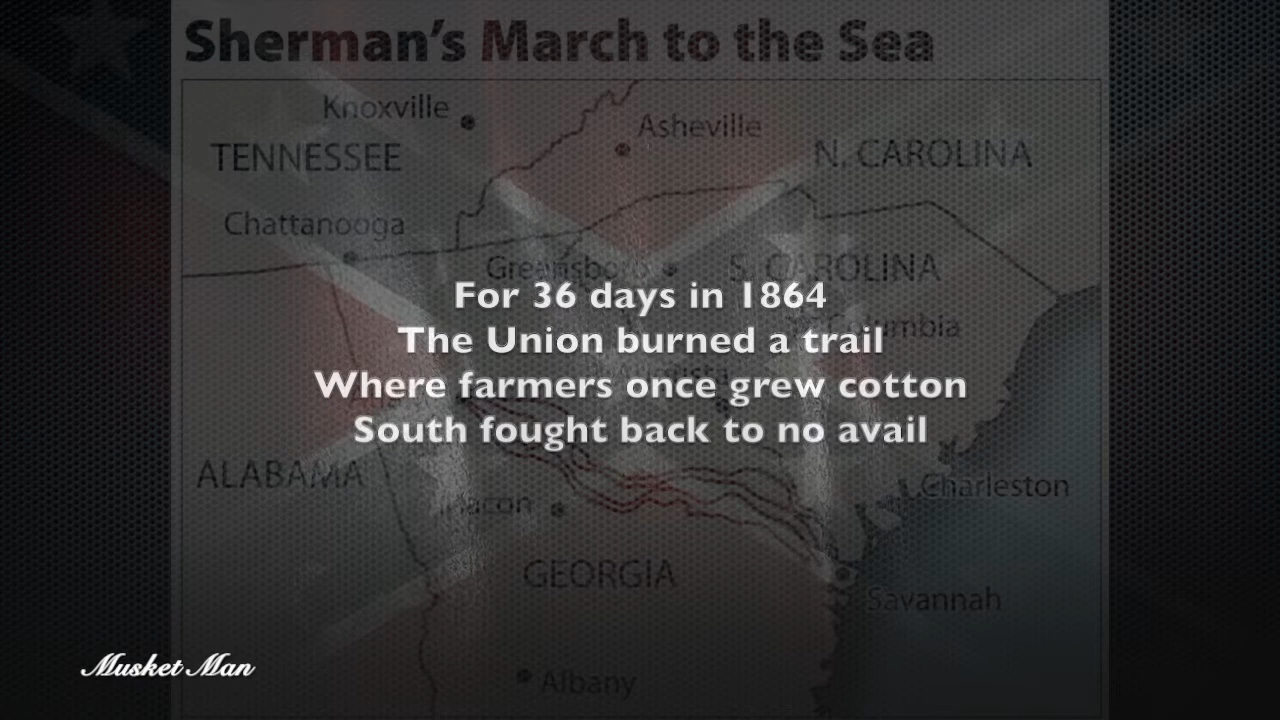 Sherman's March to the Sea
Knoxville
Asheville
TENNESSEE
N. CAROLINA
Chattanooga
Greensboro
S. CAROLINA
For 36 days in 1864
The Union burned a trail
Where farmers once grew cotton
South fought back to no avail
ALABAMA
Charleston
Macon
GEORGIA
Savannah
Musket Man
Albany